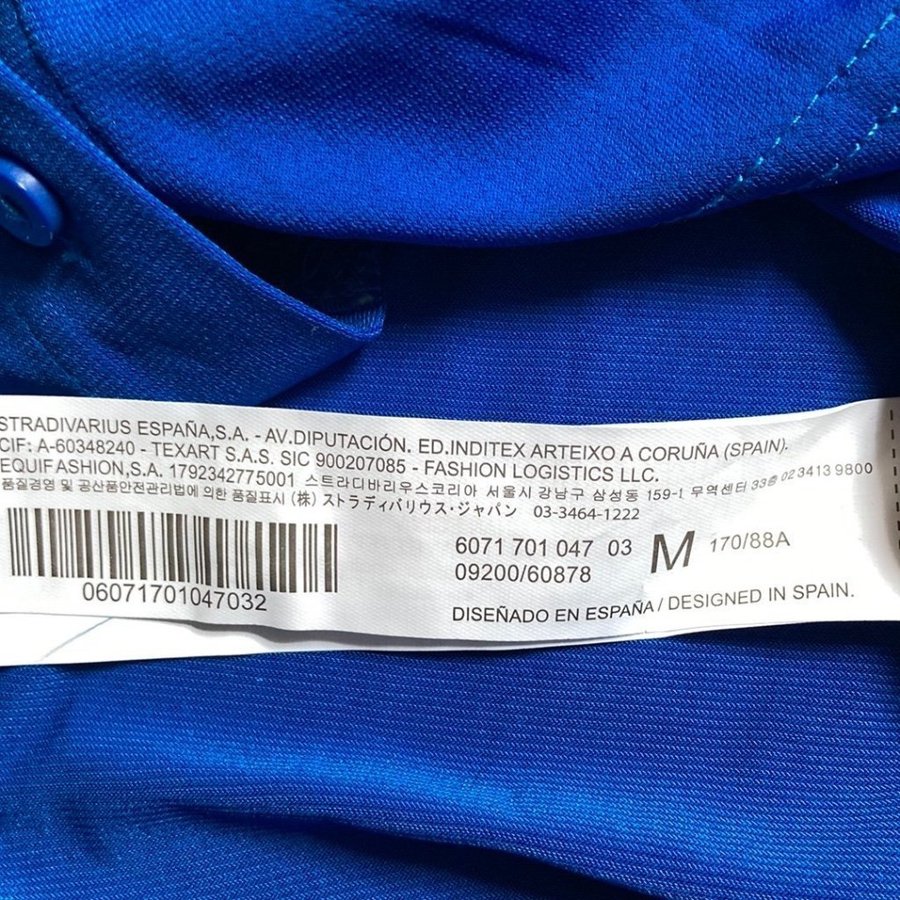 STRADIVARIUS ESPAÑA,S.A. - AV.DIPUTACIÓN. ED.INDITEX ARTEIXO A CORUÑA (SPAIN).
CIF: A-60348240 - TEXART S.A.S. SIC 900207085 - FASHION LOGISTICS LLC.
EQUIFASHION,S.A. 1792342775001 스트라디바리우스코리아 서울시 강남구 삼성동 159-1 무역센터 33층 02 3413 9800
품질경영 및 공산품안전관리법에 의한 품질표시 (株) ストラディバリウス・ジャパン 03-3464-1222
6071 701 047 03 M 170/88A
09200/60878
06071701047032
DISEÑADO EN ESPAÑA / DESIGNED IN SPAIN.